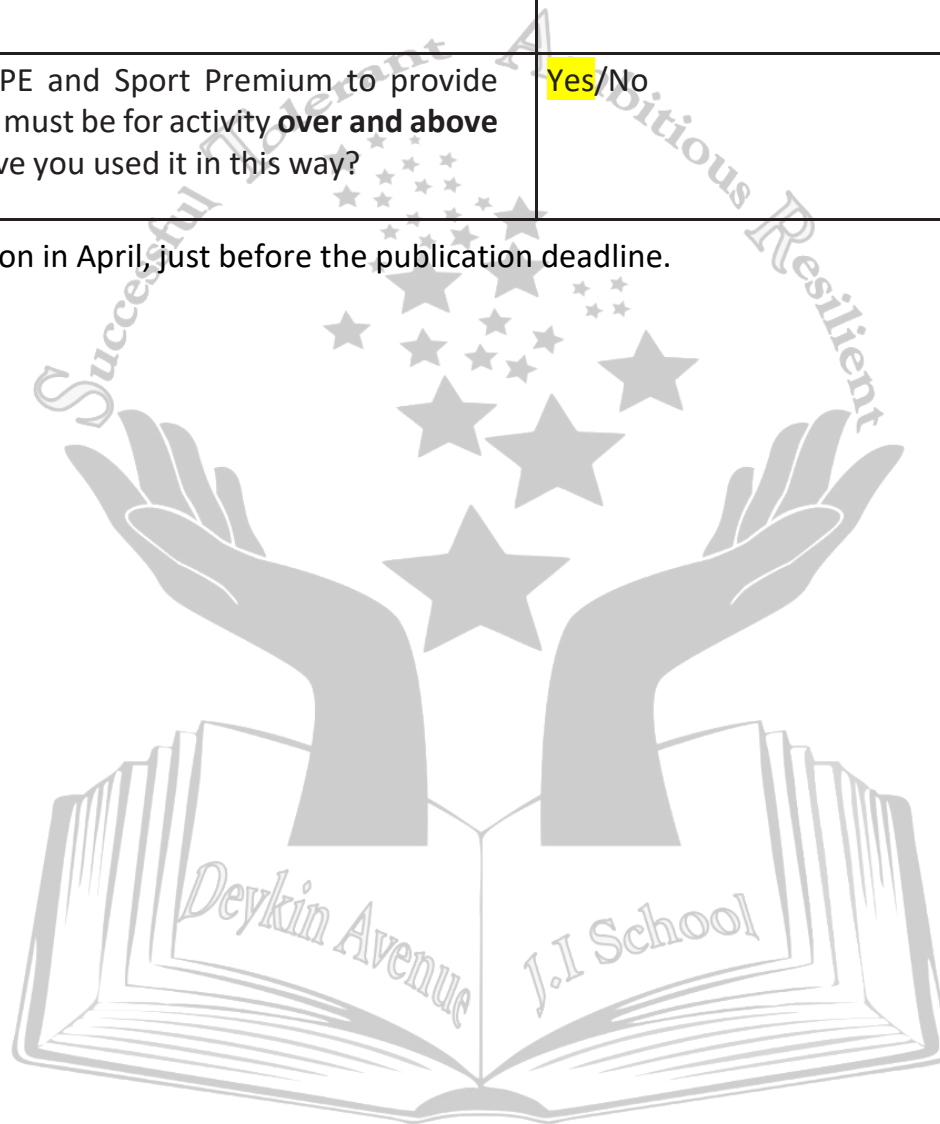 PE and Sport Premium to provide
must be for activity over and above
ve you used it in this way?
Yes/No
on in April, just before the publication deadline.
Successful Tolerant Ambitious Resilient
Deykin Avenue
J.I School